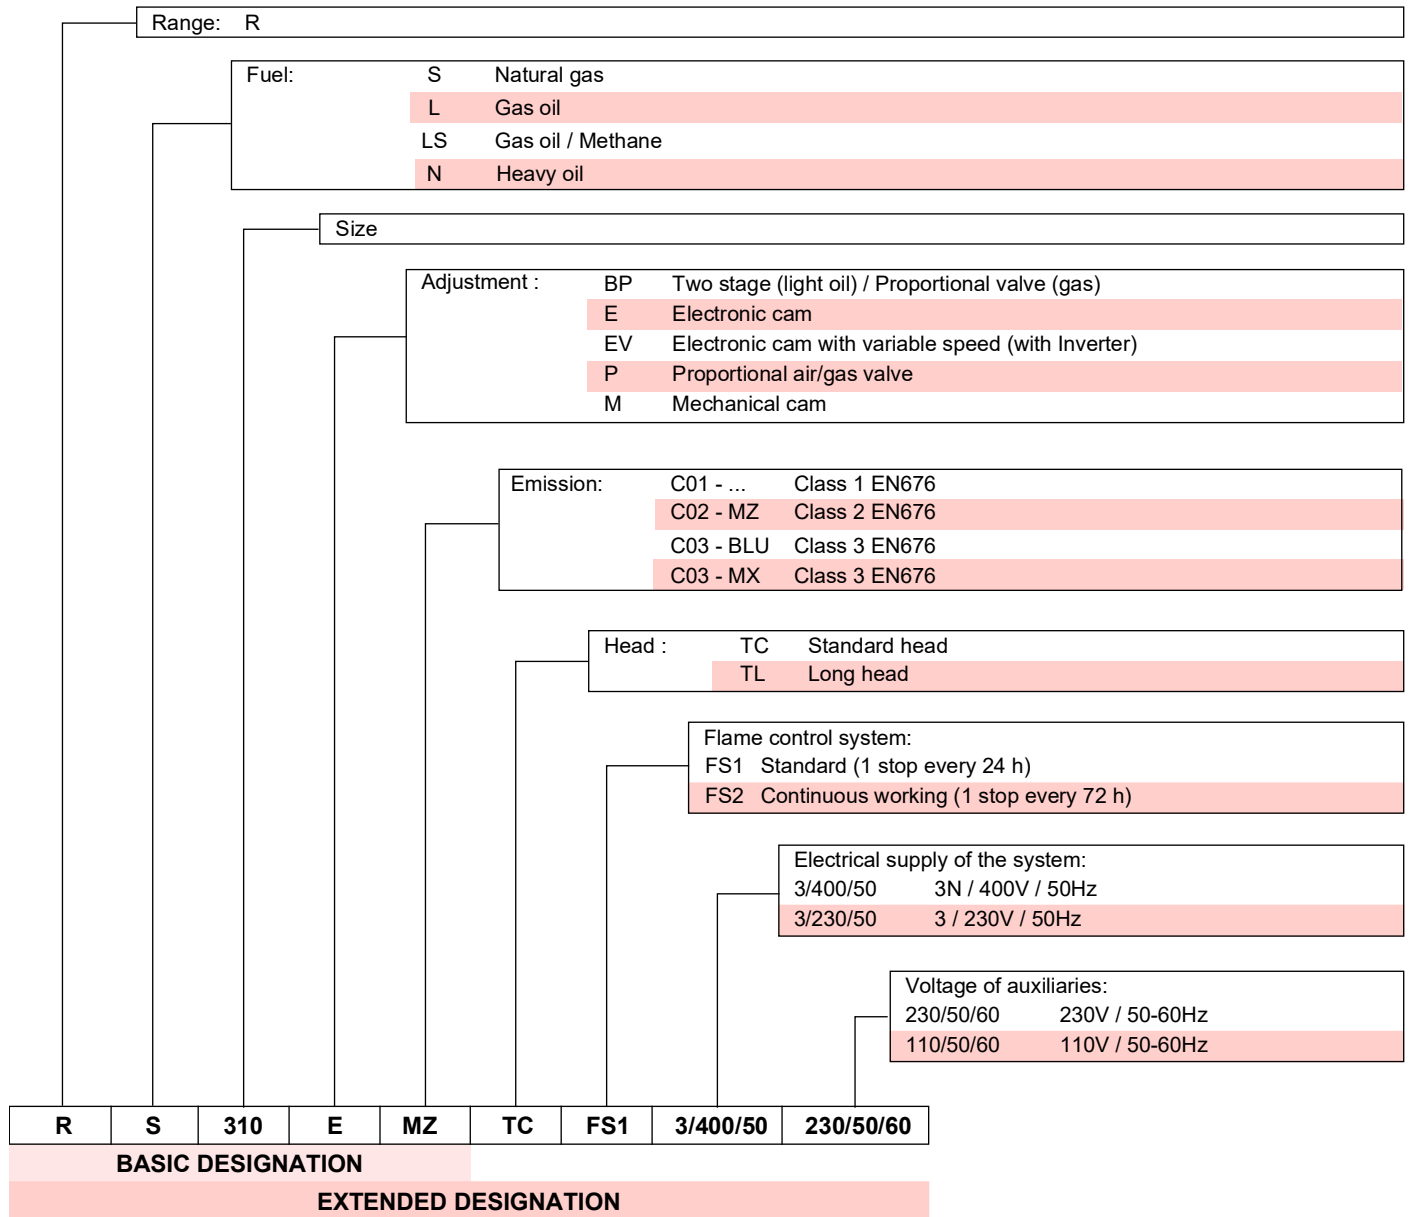 Range: R
Fuel: S Natural gas
L Gas oil
LS Gas oil / Methane
N Heavy oil
Size
Adjustment : BP Two stage (light oil) / Proportional valve (gas)
E Electronic cam
EV Electronic cam with variable speed (with Inverter)
P Proportional air/gas valve
M Mechanical cam
Emission: C01 - ... Class 1 EN676
C02 - MZ Class 2 EN676
C03 - BLU Class 3 EN676
C03 - MX Class 3 EN676
Head : TC Standard head
TL Long head
Flame control system:
FS1 Standard (1 stop every 24 h)
FS2 Continuous working (1 stop every 72 h)
Electrical supply of the system:
3/400/50 3N / 400V / 50Hz
3/230/50 3 / 230V / 50Hz
Voltage of auxiliaries:
230/50/60 230V / 50-60Hz
110/50/60 110V / 50-60Hz
R S 310 E MZ TC FS1 3/400/50 230/50/60
BASIC DESIGNATION
EXTENDED DESIGNATION